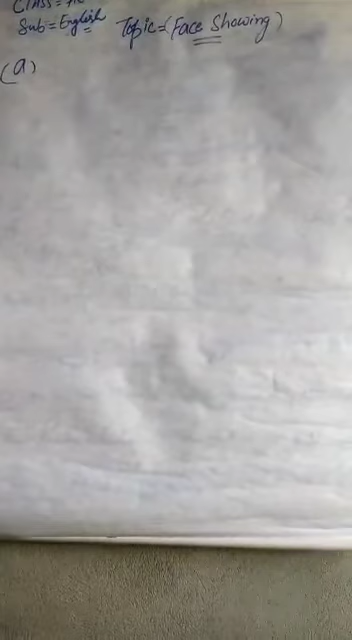 Sub = English Topic = (Face Showing)
(a)